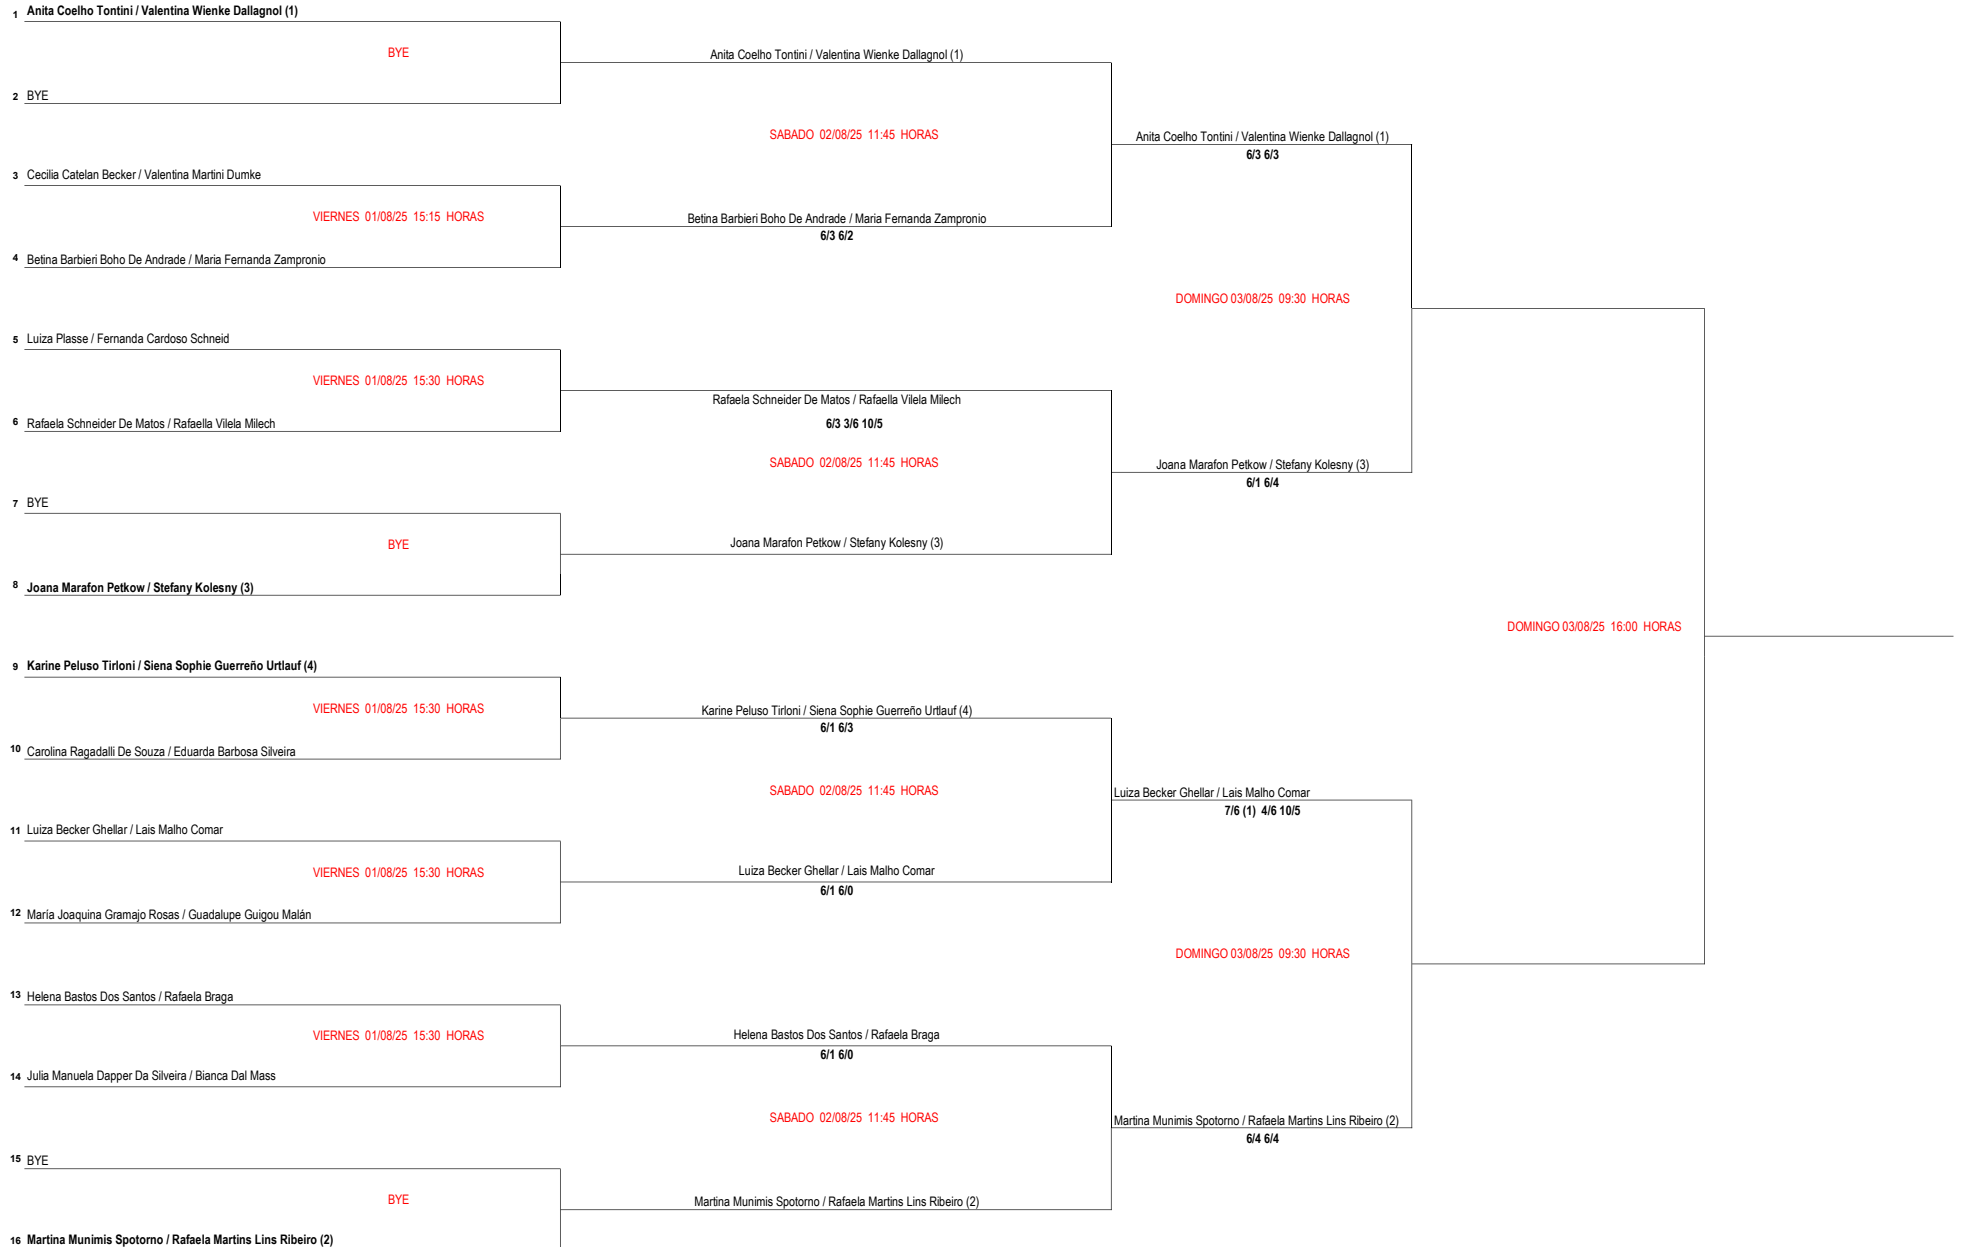 1 Anita Coelho Tontini / Valentina Wienke Dallagnol (1)
BYE
Anita Coelho Tontini / Valentina Wienke Dallagnol (1)
2 BYE
SABADO 02/08/25 11:45 HORAS
Anita Coelho Tontini / Valentina Wienke Dallagnol (1)
6/3 6/3
3 Cecilia Catelan Becker / Valentina Martini Dumke
VIERNES 01/08/25 15:15 HORAS
Betina Barbieri Boho De Andrade / Maria Fernanda Zampronio
6/3 6/2
4 Betina Barbieri Boho De Andrade / Maria Fernanda Zampronio
DOMINGO 03/08/25 09:30 HORAS
5 Luiza Plasse / Fernanda Cardoso Schneid
VIERNES 01/08/25 15:30 HORAS
Rafaela Schneider De Matos / Rafaella Vilela Milech
6/3 3/6 10/5
6 Rafaela Schneider De Matos / Rafaella Vilela Milech
SABADO 02/08/25 11:45 HORAS
Joana Marafon Petkow / Stefany Kolesny (3)
6/1 6/4
7 BYE
BYE
Joana Marafon Petkow / Stefany Kolesny (3)
8 Joana Marafon Petkow / Stefany Kolesny (3)
DOMINGO 03/08/25 16:00 HORAS
9 Karine Peluso Tirloni / Siena Sophie Guerreño Urtlauf (4)
VIERNES 01/08/25 15:30 HORAS
Karine Peluso Tirloni / Siena Sophie Guerreño Urtlauf (4)
6/1 6/3
10 Carolina Ragadalli De Souza / Eduarda Barbosa Silveira
SABADO 02/08/25 11:45 HORAS
Luiza Becker Ghellar / Lais Malho Comar
7/6 (1) 4/6 10/5
11 Luiza Becker Ghellar / Lais Malho Comar
VIERNES 01/08/25 15:30 HORAS
Luiza Becker Ghellar / Lais Malho Comar
6/1 6/0
12 María Joaquina Gramajo Rosas / Guadalupe Guigou Malán
DOMINGO 03/08/25 09:30 HORAS
13 Helena Bastos Dos Santos / Rafaela Braga
VIERNES 01/08/25 15:30 HORAS
Helena Bastos Dos Santos / Rafaela Braga
6/1 6/0
14 Julia Manuela Dapper Da Silveira / Bianca Dal Mass
SABADO 02/08/25 11:45 HORAS
Martina Munimis Spotorno / Rafaela Martins Lins Ribeiro (2)
6/4 6/4
15 BYE
BYE
Martina Munimis Spotorno / Rafaela Martins Lins Ribeiro (2)
16 Martina Munimis Spotorno / Rafaela Martins Lins Ribeiro (2)